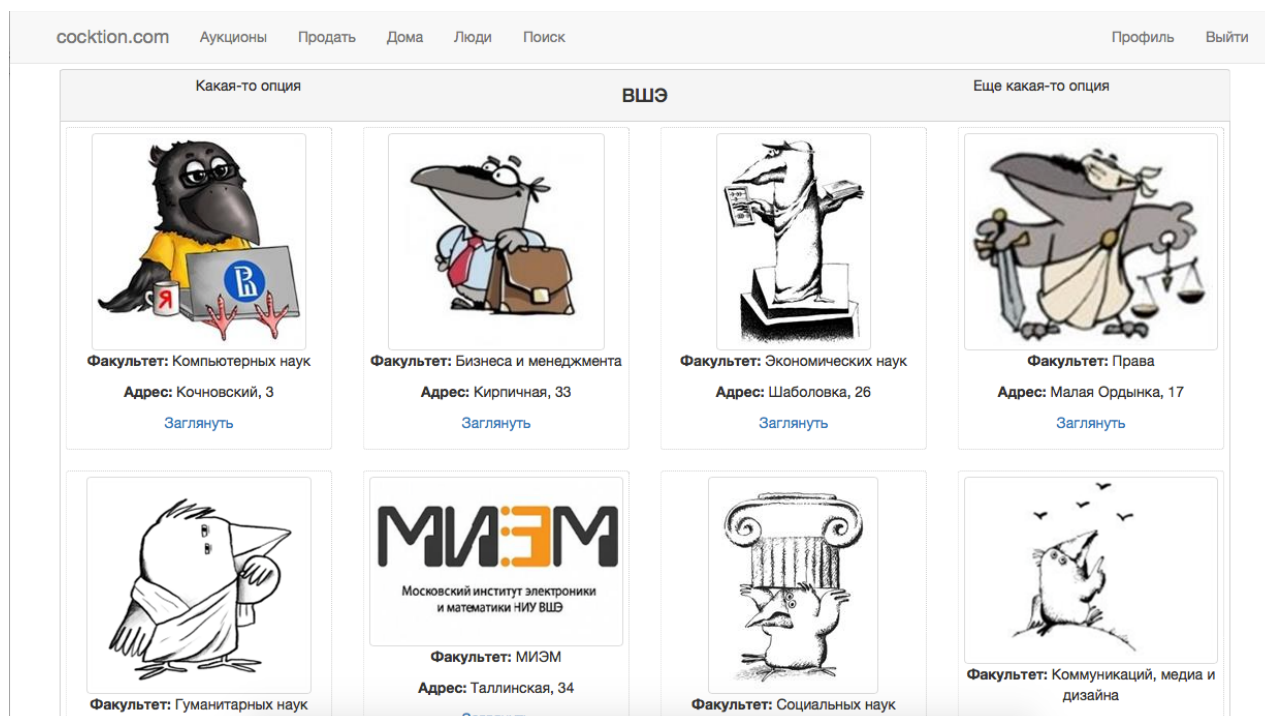 cocktion.com Аукционы Продать Дома Люди Поиск Профиль Выйти
Какая-то опция ВШЭ Еще какая-то опция
Я
Факультет: Компьютерных наук
Адрес: Кочновский, 3
Заглянуть
Факультет: Бизнеса и менеджмента
Адрес: Кирпичная, 33
Заглянуть
Факультет: Экономических наук
Адрес: Шаболовка, 26
Заглянуть
Факультет: Права
Адрес: Малая Ордынка, 17
Заглянуть
Факультет: Гуманитарных наук
МИЭМ
Московский институт электроники
и математики НИУ ВШЭ
Факультет: МИЭМ
Адрес: Таллинская, 34
Факультет: Социальных наук
Факультет: Коммуникаций, медиа и
дизайна